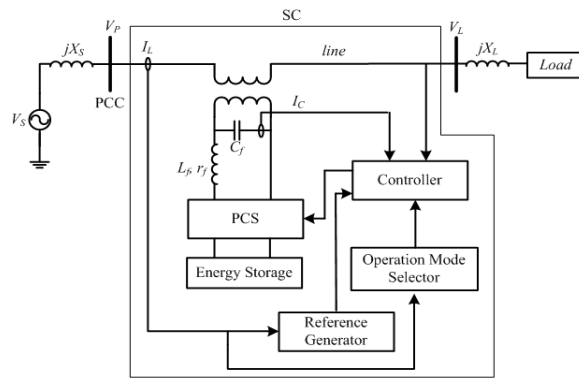 SC
V_P
V_L
jX_S
I_L
line
jX_L
Load
PCC
V_S
I_C
C_f
L_f, r_f
Controller
PCS
Energy Storage
Operation Mode
Selector
Reference
Generator